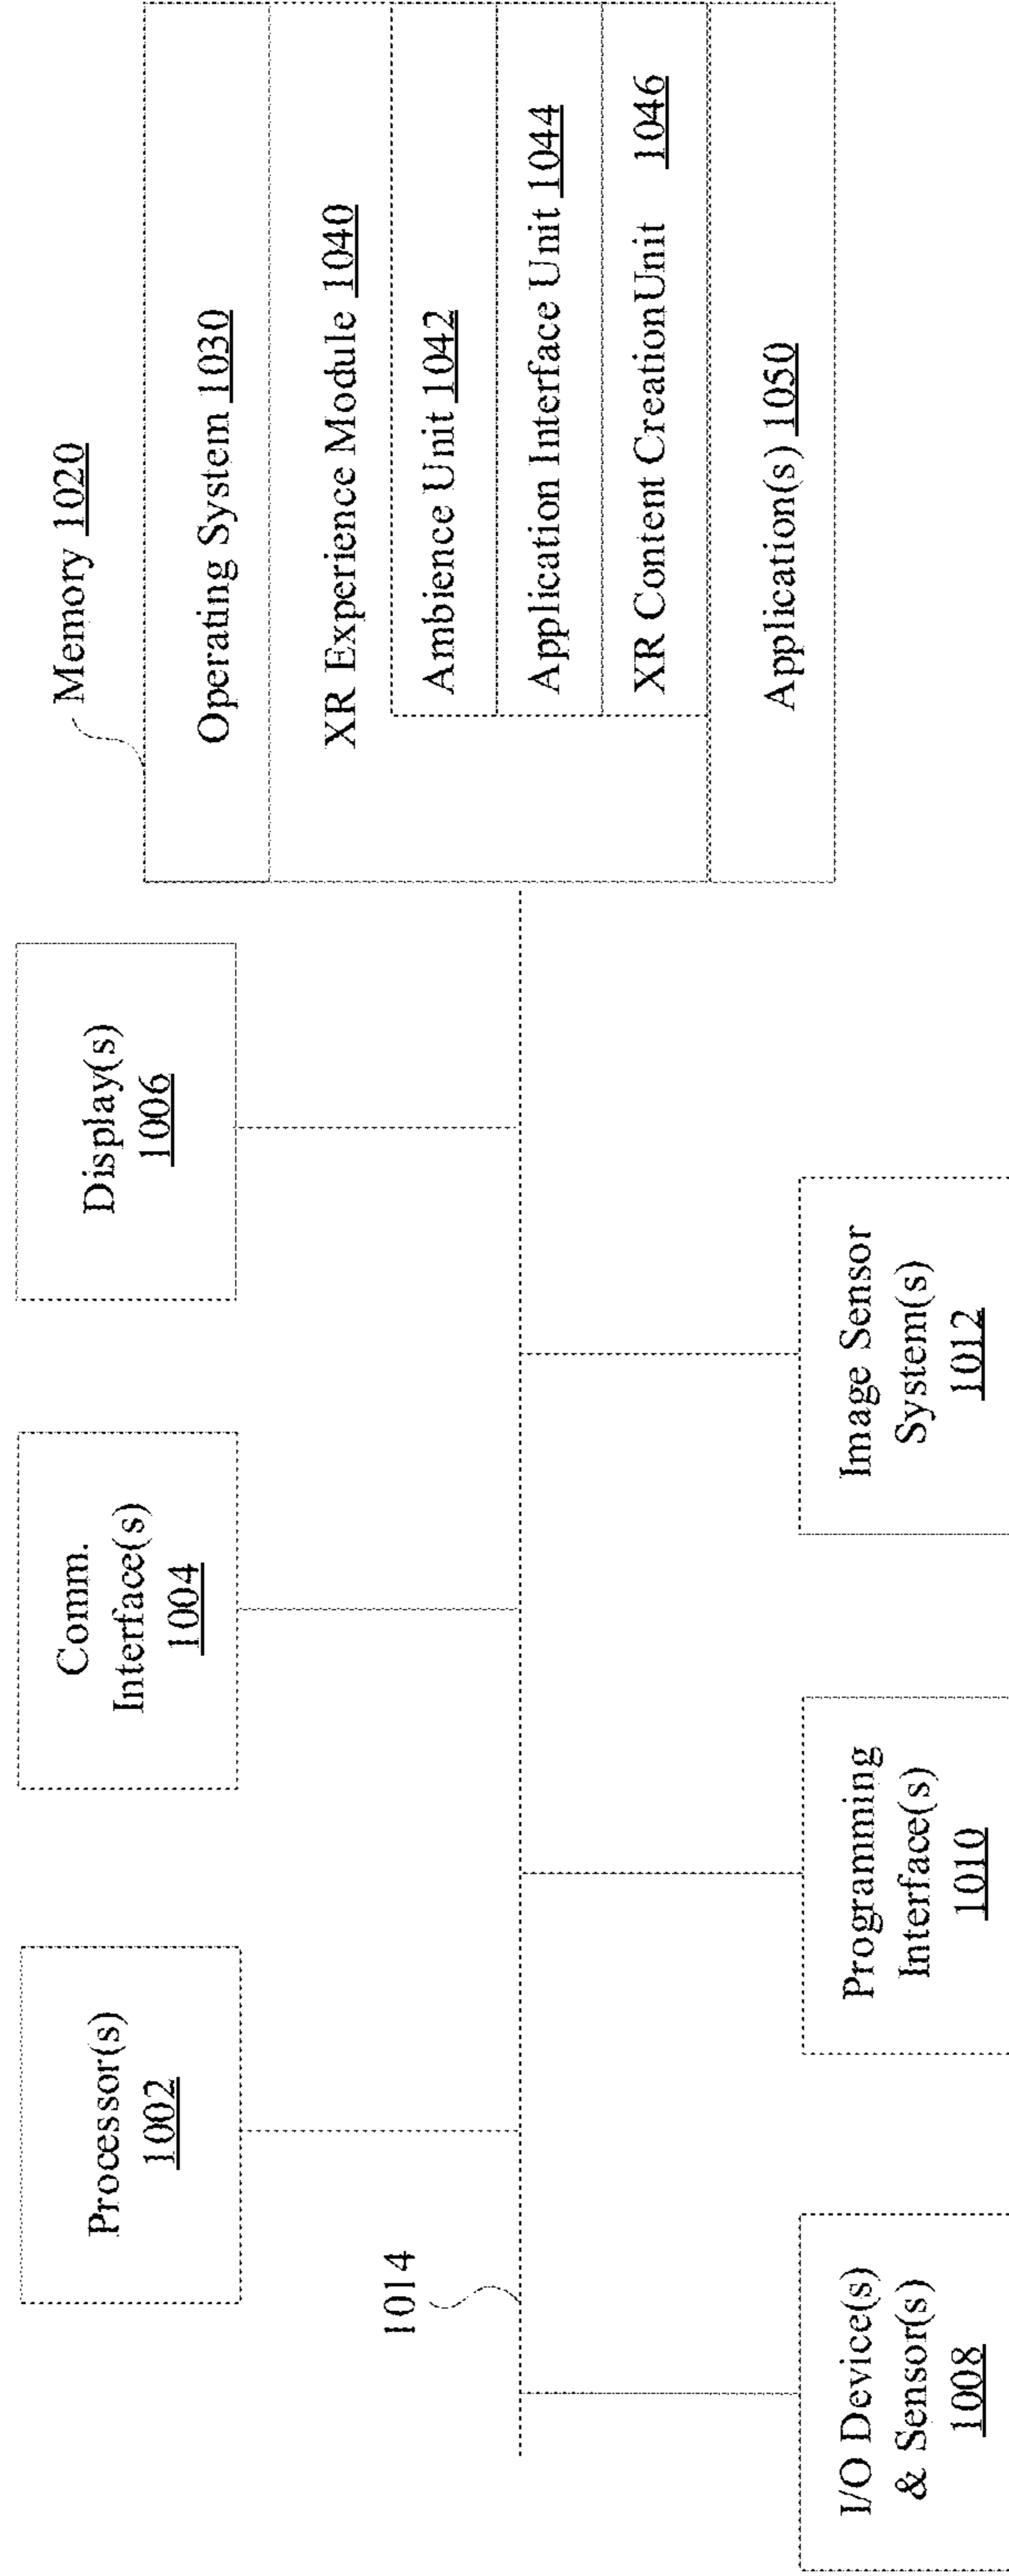 Processor(s)
1002
Comm.
Interface(s)
1004
Display(s)
1006
Memory 1020
Operating System 1030
XR Experience Module 1040
Ambience Unit 1042
Application Interface Unit 1044
XR Content CreationUnit 1046
Application(s) 1050
1014
I/O Device(s)
& Sensor(s)
1008
Programming
Interface(s)
1010
Image Sensor
System(s)
1012